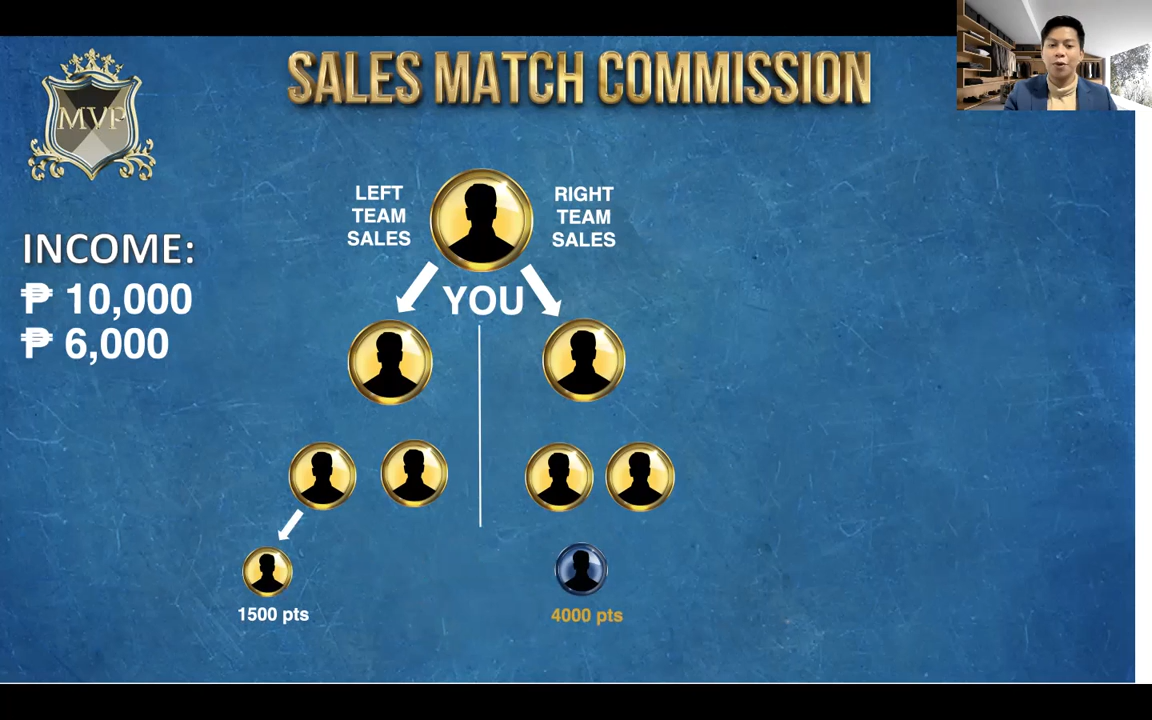 SALES MATCH COMMISSION
MVP
LEFT
TEAM
SALES
RIGHT
TEAM
SALES
INCOME:
₱ 10,000
₱ 6,000
YOU
1500 pts
4000 pts